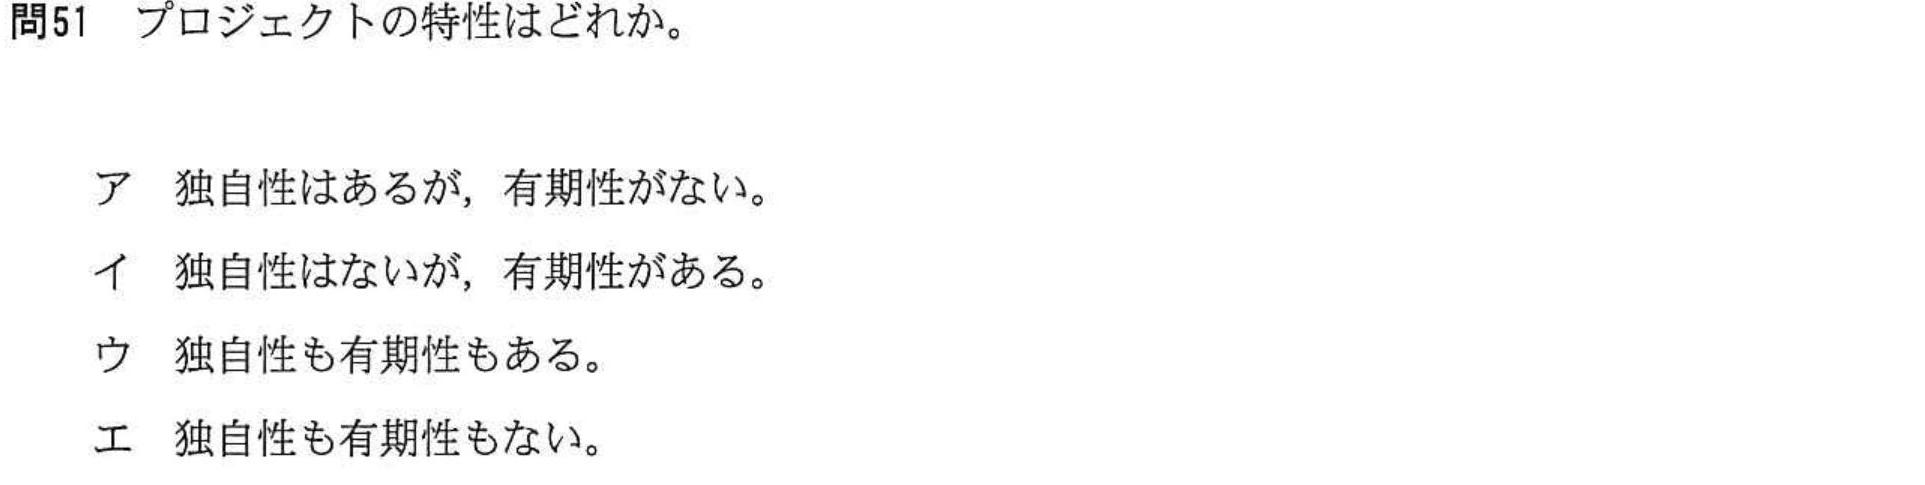 問51　プロジェクトの特性はどれか。
ア　独自性はあるが，有期性がない。
イ　独自性はないが，有期性がある。
ウ　独自性も有期性もある。
エ　独自性も有期性もない。